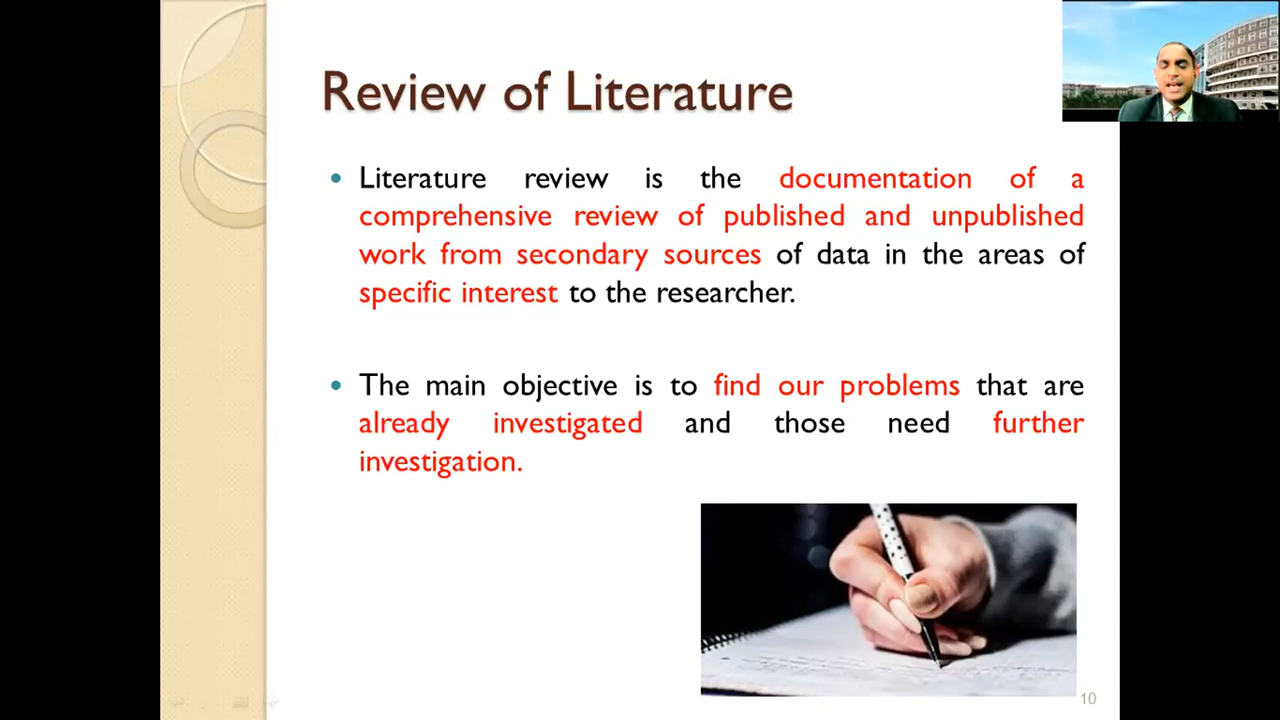 Review of Literature
Literature review is the documentation of a
comprehensive review of published and unpublished
work from secondary sources of data in the areas of
specific interest to the researcher.
The main objective is to find our problems that are
already investigated and those need further
investigation.
10